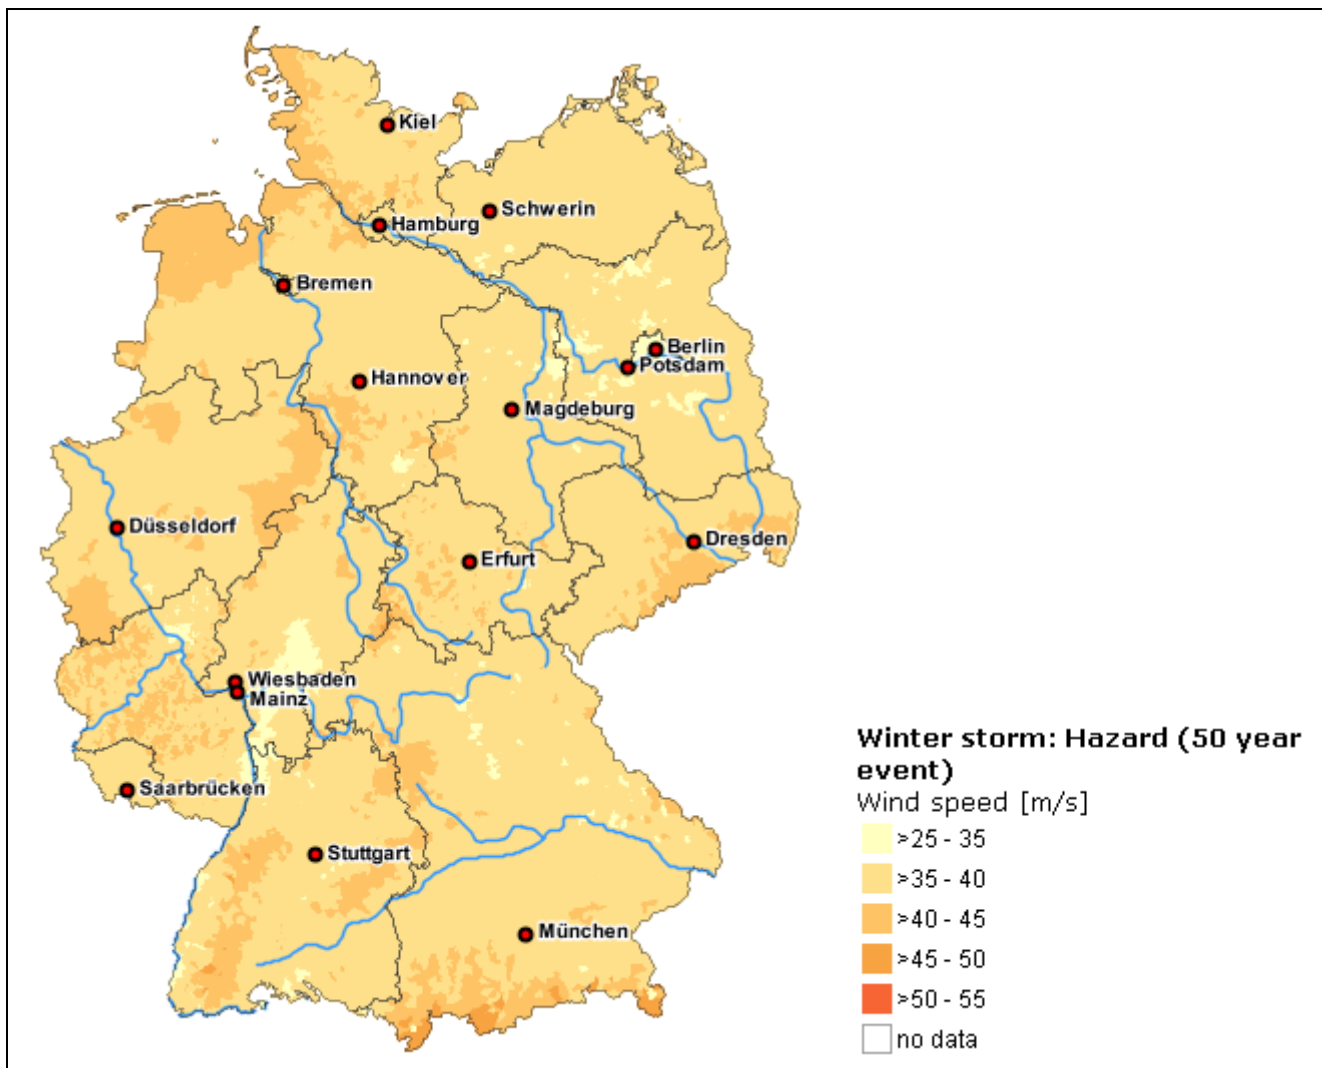 Kiel
Schwerin
Hamburg
Bremen
Berlin
Potsdam
Hannover
Magdeburg
Düsseldorf
Dresden
Erfurt
Wiesbaden
Mainz
Saarbrücken
Stuttgart
München
Winter storm: Hazard (50 year
event)
Wind speed [m/s]
>25 - 35
>35 - 40
>40 - 45
>45 - 50
>50 - 55
no data